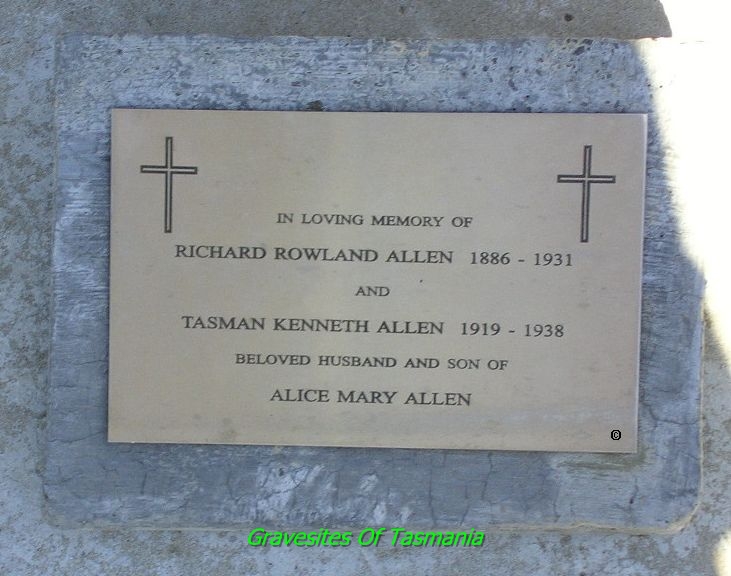 IN LOVING MEMORY OF
RICHARD ROWLAND ALLEN 1886 - 1931
AND
TASMAN KENNETH ALLEN 1919 - 1938
BELOVED HUSBAND AND SON OF
ALICE MARY ALLEN
©
Gravesites Of Tasmania